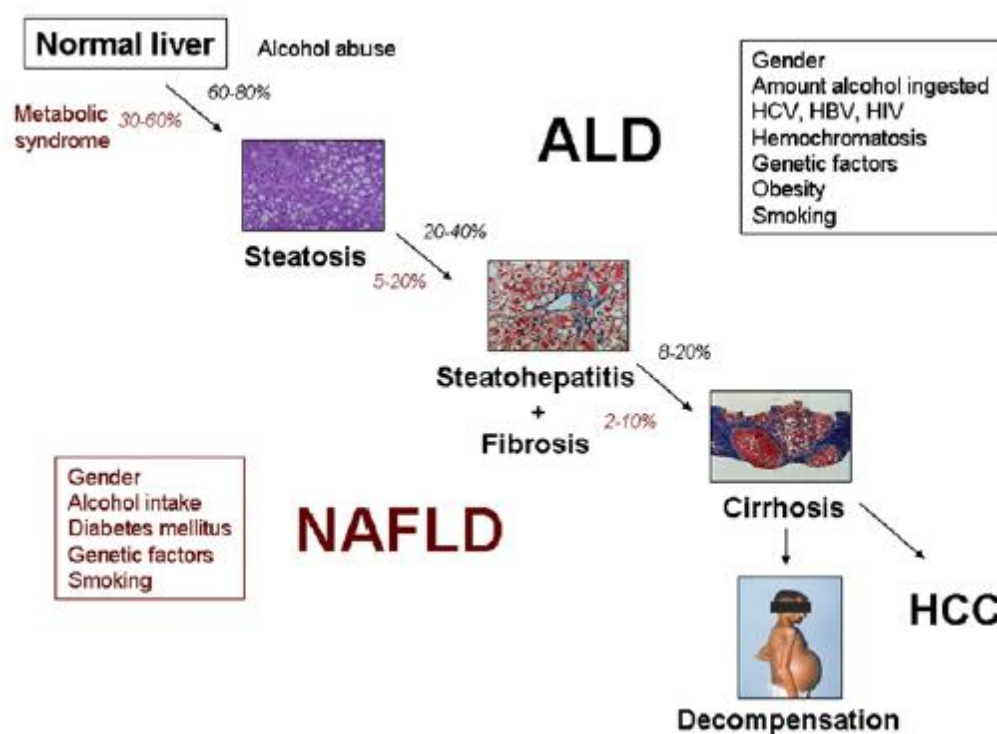 Normal liver
Alcohol abuse
60-80%
Metabolic
syndrome
30-60%
ALD
Gender
Amount alcohol ingested
HCV, HBV, HIV
Hemochromatosis
Genetic factors
Obesity
Smoking
Steatosis
20-40%
5-20%
Steatohepatitis
+
Fibrosis
8-20%
2-10%
Gender
Alcohol intake
Diabetes mellitus
Genetic factors
Smoking
NAFLD
Cirrhosis
HCC
Decompensation